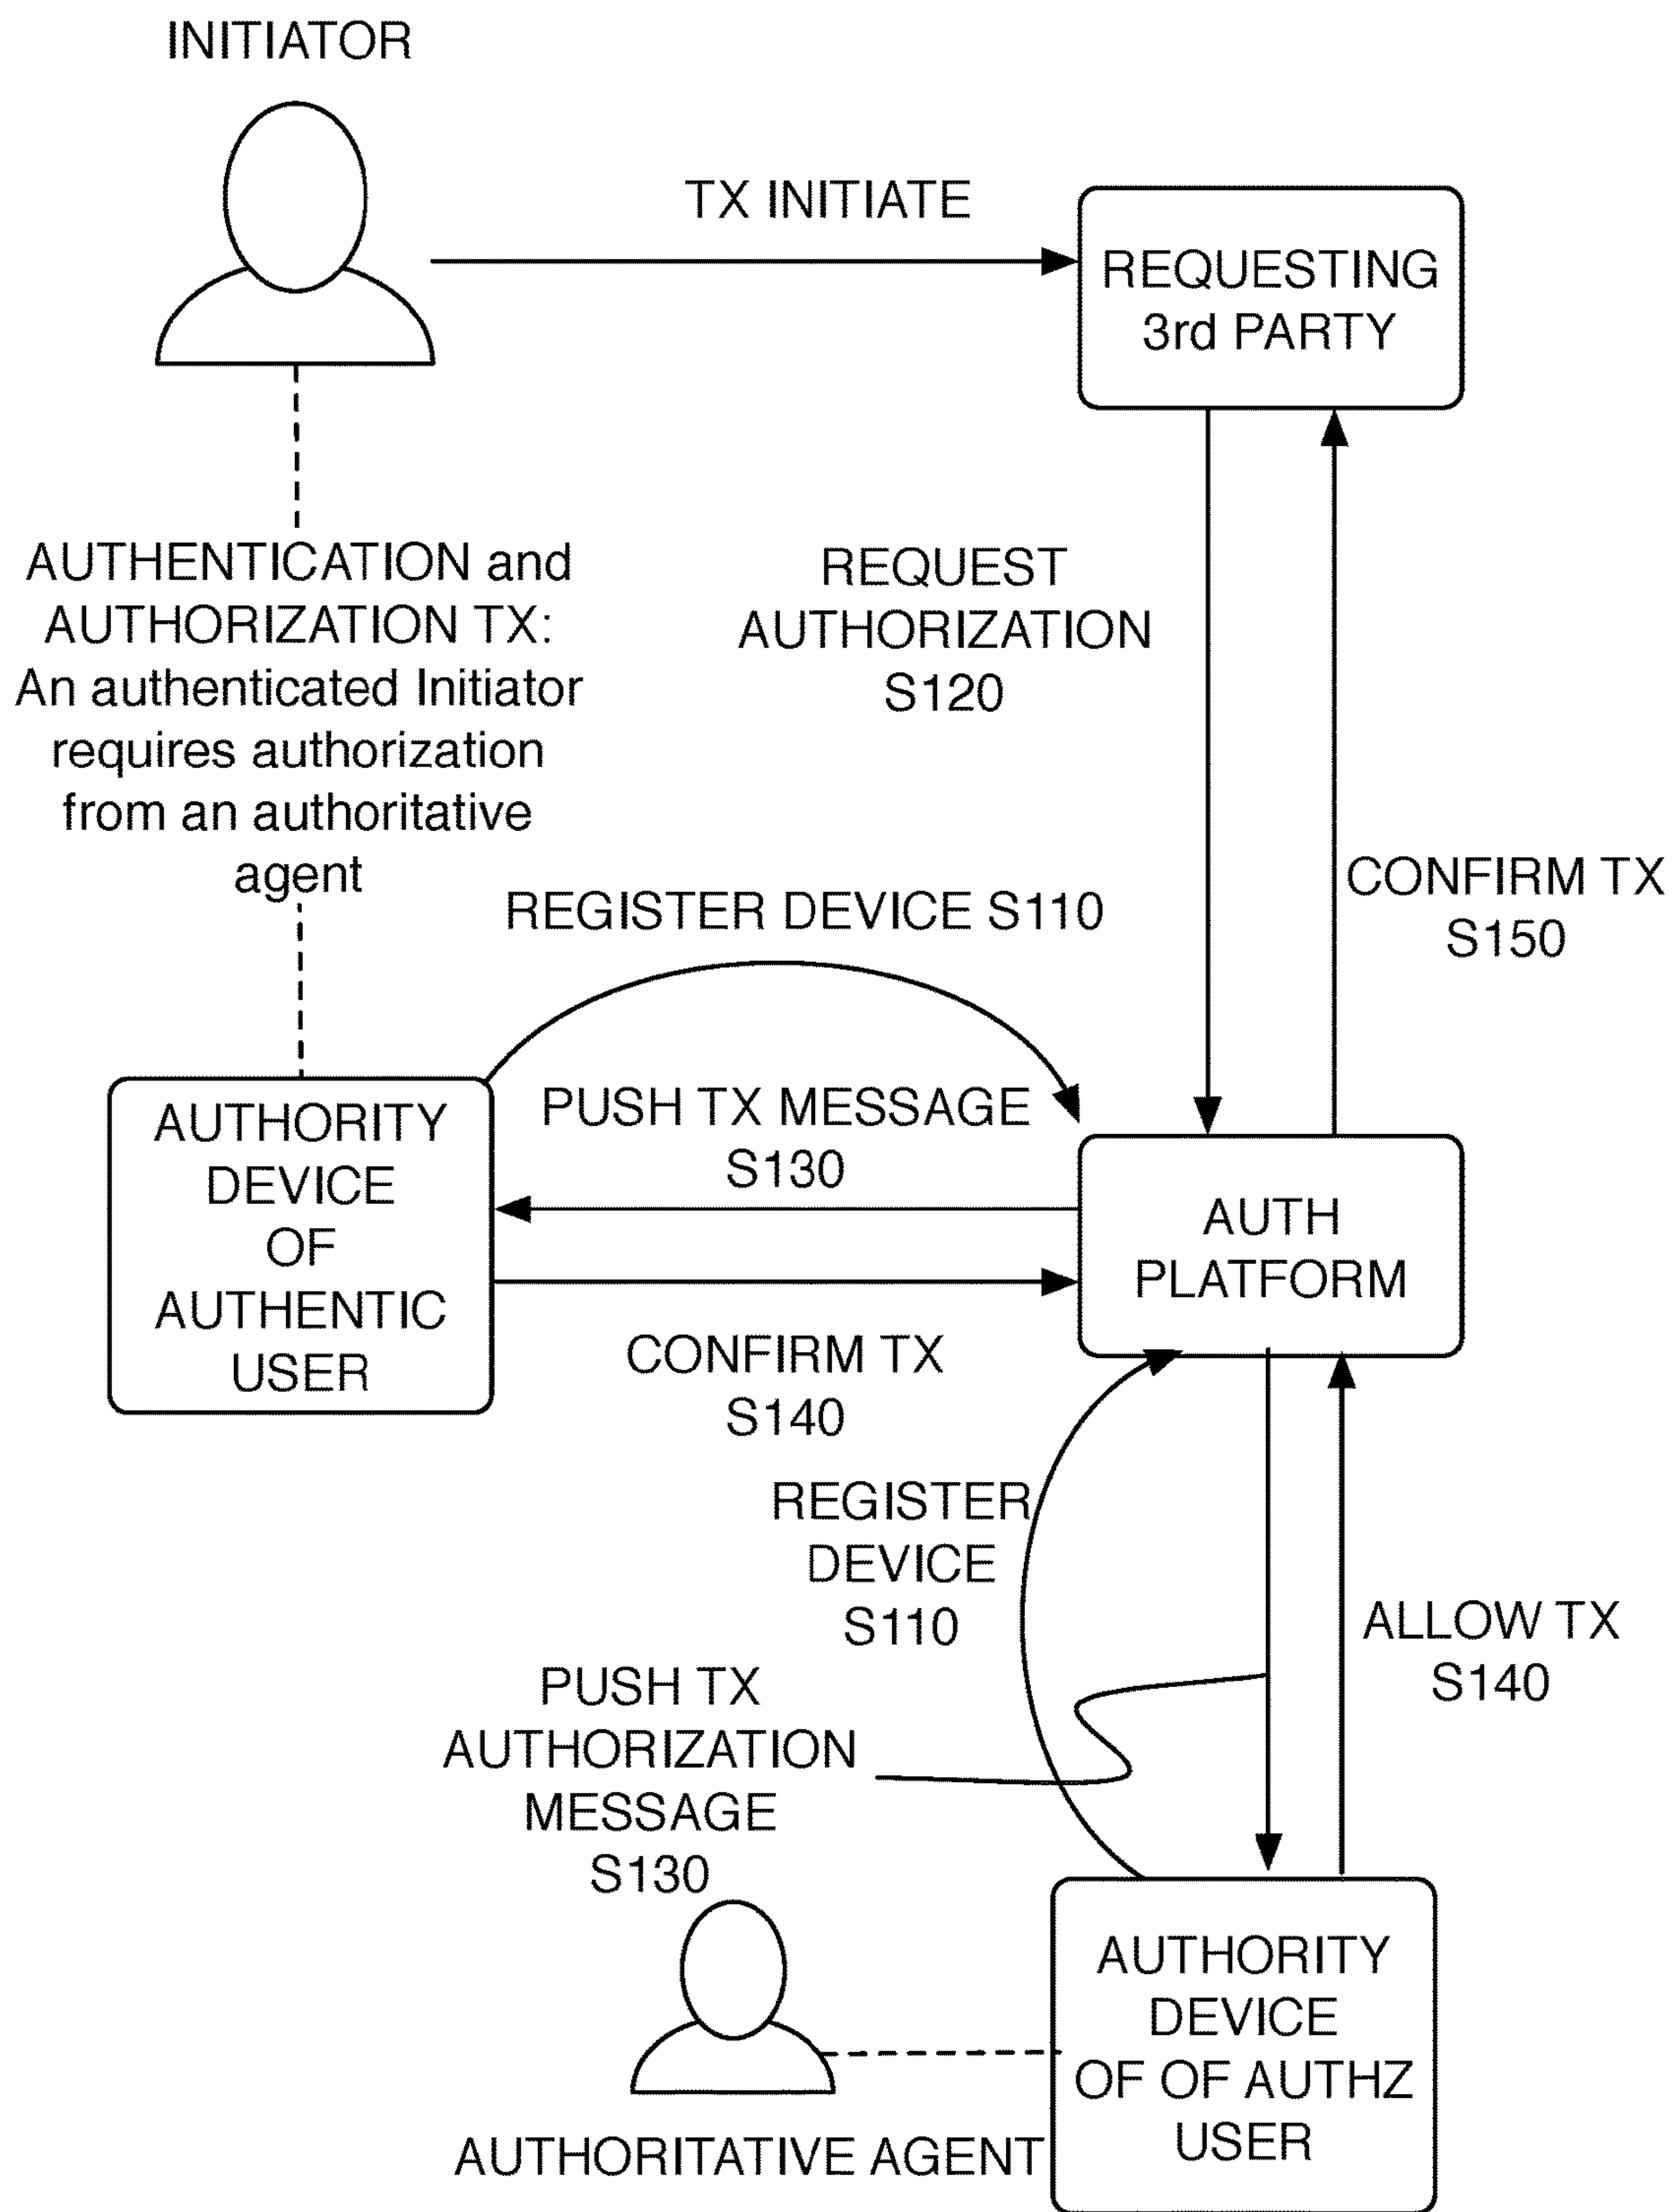 INITIATOR
TX INITIATE
REQUESTING
3rd PARTY
AUTHENTICATION and
AUTHORIZATION TX:
An authenticated Initiator
requires authorization
from an authoritative
agent
REQUEST
AUTHORIZATION
S120
CONFIRM TX
S150
REGISTER DEVICE S110
AUTHORITY
DEVICE
OF
AUTHENTIC
USER
PUSH TX MESSAGE
S130
AUTH
PLATFORM
CONFIRM TX
S140
REGISTER
DEVICE
S110
ALLOW TX
S140
PUSH TX
AUTHORIZATION
MESSAGE
S130
AUTHORITY
DEVICE
OF OF AUTHZ
USER
AUTHORITATIVE AGENT